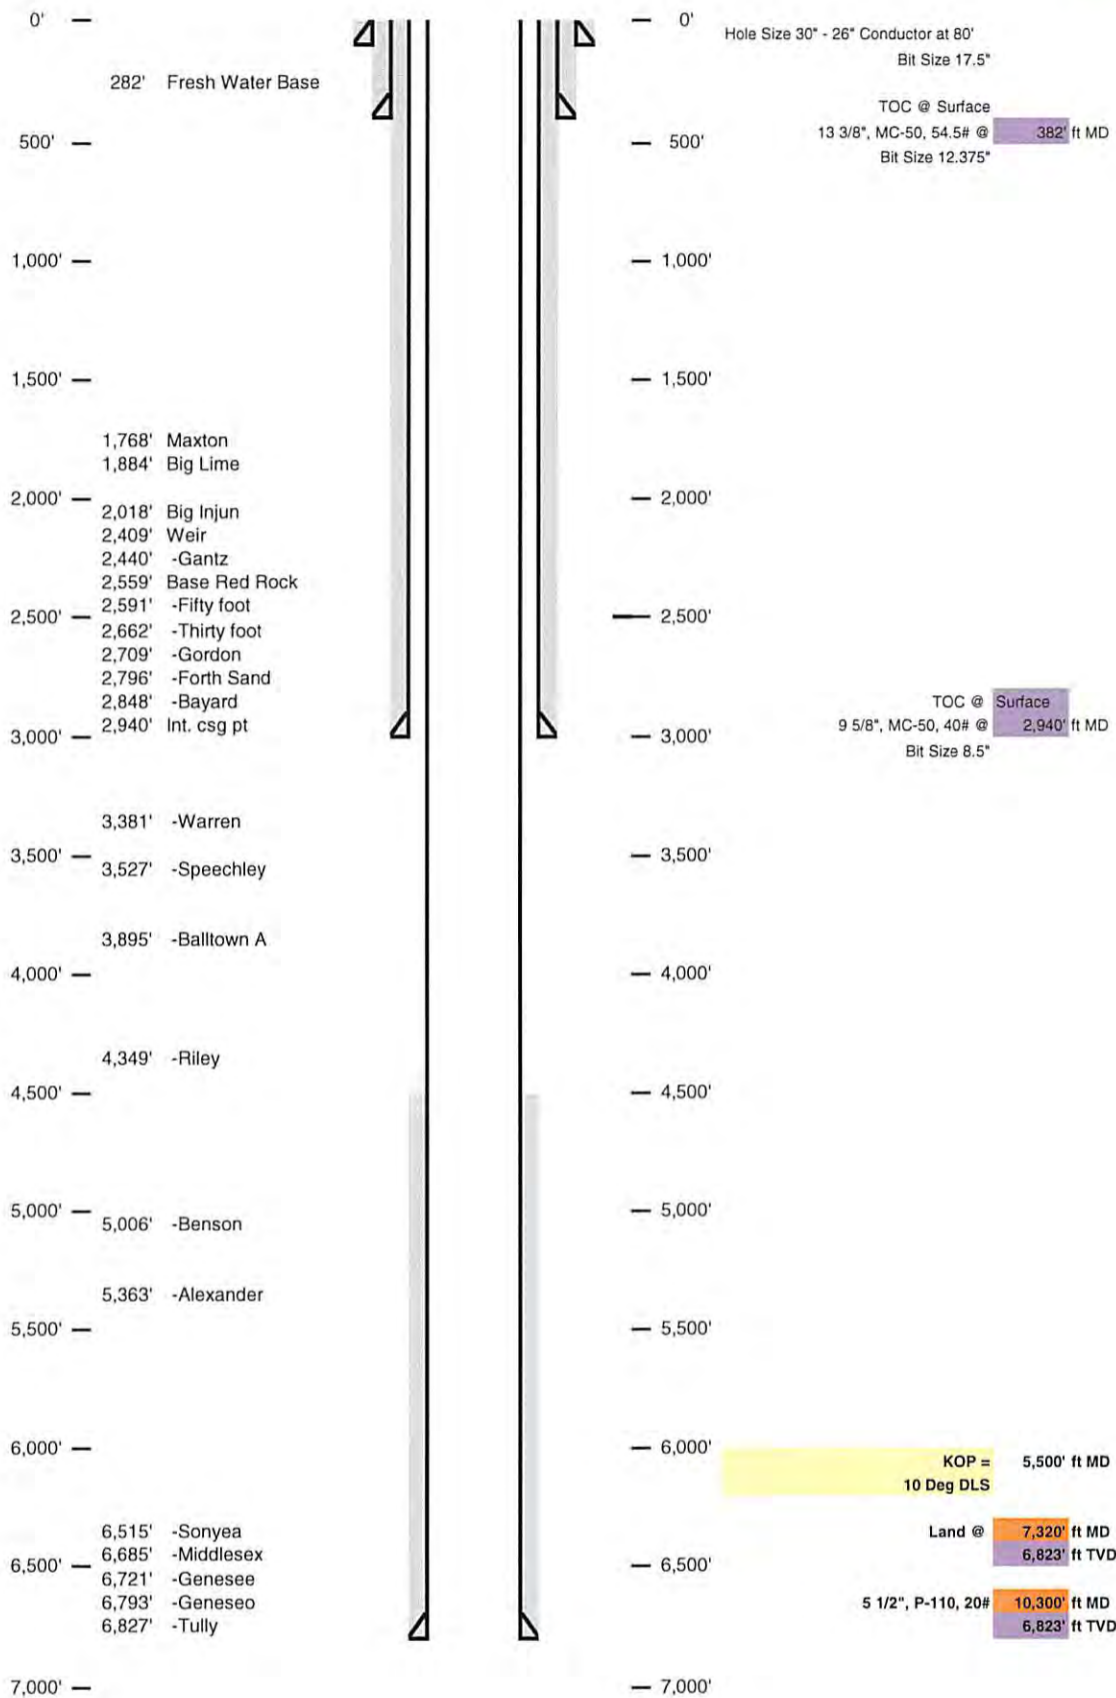 0' 0'
Hole Size 30" - 26" Conductor at 80'
Bit Size 17.5"
282' Fresh Water Base
TOC @ Surface
13 3/8", MC-50, 54.5# @ 382' ft MD
500' 500'
Bit Size 12.375"
1,000' 1,000'
1,500' 1,500'
1,768' Maxton
1,884' Big Lime
2,000' 2,000'
2,018' Big Injun
2,409' Weir
2,440' -Gantz
2,559' Base Red Rock
2,591' -Fifty foot
2,500' 2,500'
2,662' -Thirty foot
2,709' -Gordon
2,796' -Forth Sand
2,848' -Bayard
TOC @ Surface
2,940' Int. csg pt
9 5/8", MC-50, 40# @ 2,940' ft MD
3,000' 3,000'
Bit Size 8.5"
3,381' -Warren
3,500' 3,500'
3,527' -Speechley
3,895' -Balltown A
4,000' 4,000'
4,349' -Riley
4,500' 4,500'
5,000' 5,000'
5,006' -Benson
5,363' -Alexander
5,500' 5,500'
6,000' 6,000'
KOP = 5,500' ft MD
10 Deg DLS
6,515' -Sonyea
Land @ 7,320' ft MD
6,685' -Middlesex
6,823' ft TVD
6,500' 6,500'
6,721' -Genesee
6,793' -Geneseo
5 1/2", P-110, 20# 10,300' ft MD
6,827' -Tully
6,823' ft TVD
7,000' 7,000'